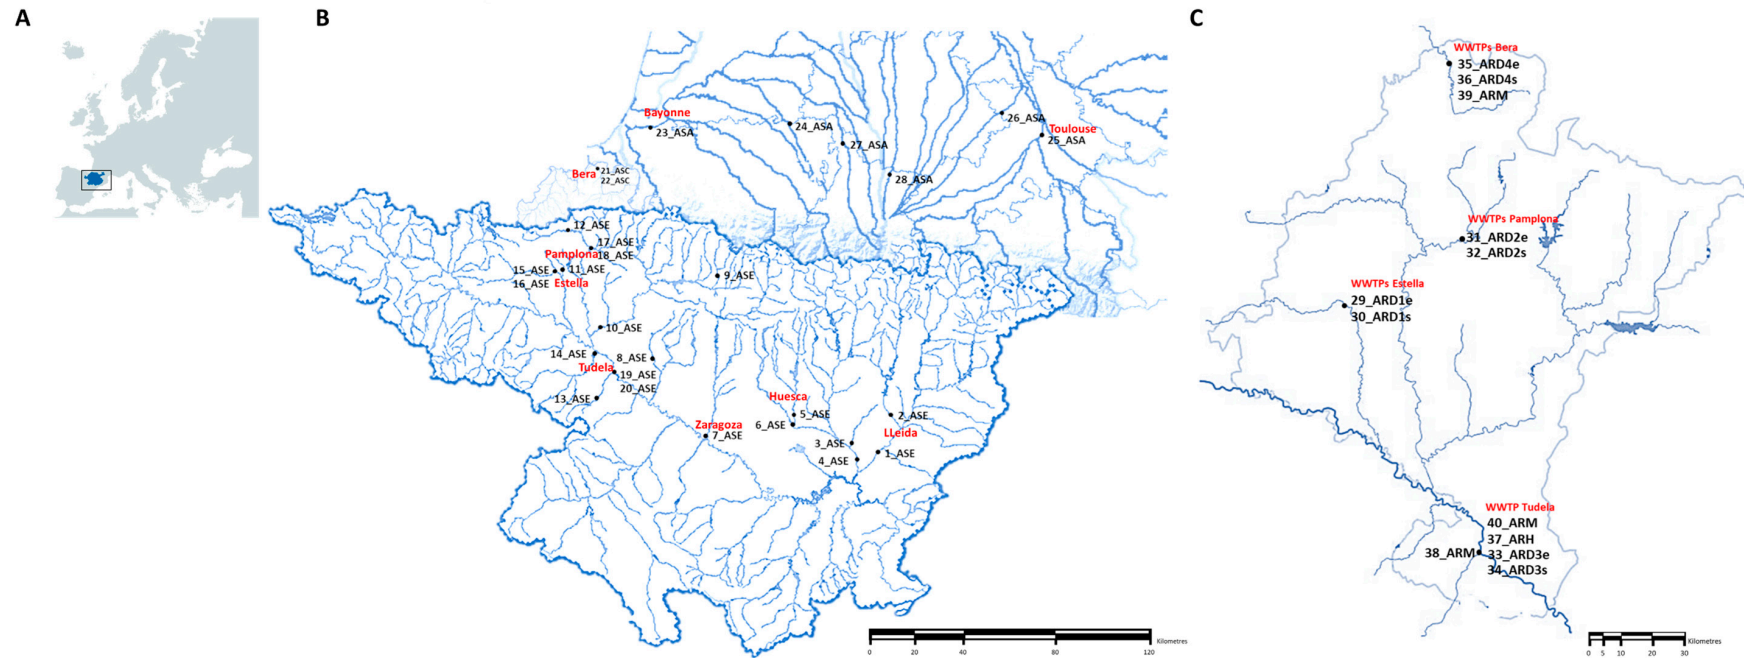 A
B
C
Bayonne
23_ASA
24_ASA
27_ASA
26_ASA
Toulouse
25_ASA
28_ASA
Bera
21_ASC
22_ASC
12_ASE
17_ASE
Pamplona
18_ASE
15_ASE
11_ASE
16_ASE
Estella
9_ASE
10_ASE
14_ASE
8_ASE
Tudela
19_ASE
20_ASE
13_ASE
Huesca
5_ASE
6_ASE
2_ASE
Zaragoza
7_ASE
LLeida
3_ASE
1_ASE
4_ASE
Kilometres
0 20 40 80 120
WWTPs Bera
35_ARD4e
36_ARD4s
39_ARM
WWTPs Pamplona
31_ARD2e
32_ARD2s
WWTPs Estella
29_ARD1e
30_ARD1s
WWTP Tudela
40_ARM
37_ARH
38_ARM
33_ARD3e
34_ARD3s
Kilometres
0 5 10 20 30